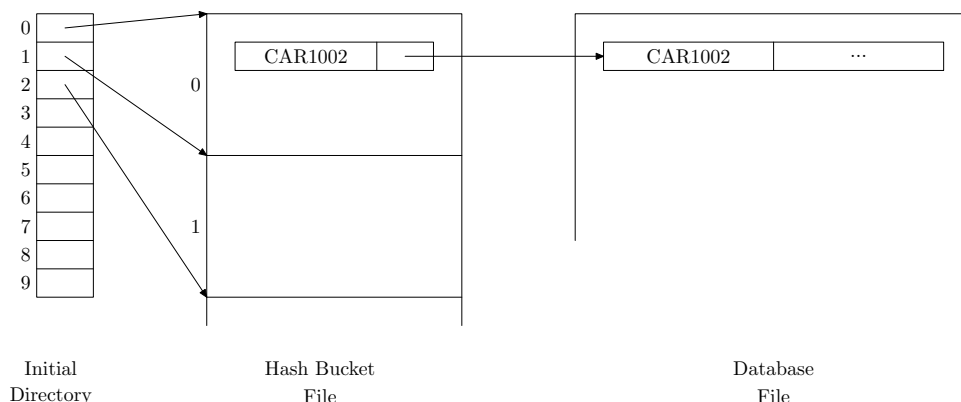 0
1
2
3
4
5
6
7
8
9
0
1
CAR1002
CAR1002 ...
Initial
Directory
Hash Bucket
File
Database
File